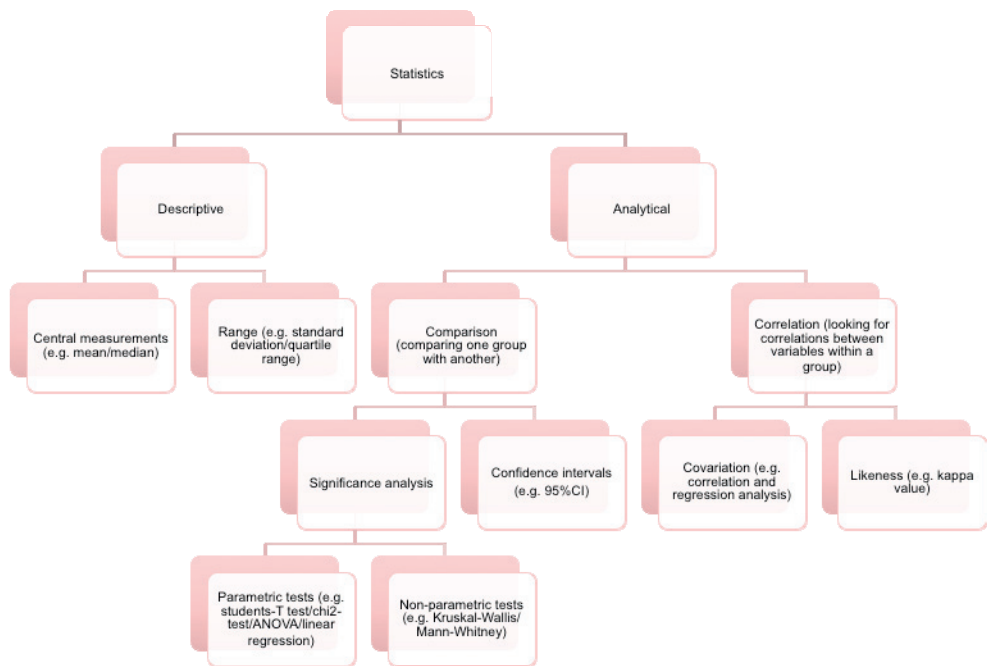 Statistics
Descriptive
Analytical
Central measurements
(e.g. mean/median)
Range (e.g. standard
deviation/quartile
range)
Comparison
(comparing one group
with another)
Correlation (looking for
correlations between
variables within a
group)
Significance analysis
Confidence intervals
(e.g. 95%CI)
Covariation (e.g.
correlation and
regression analysis)
Likeness (e.g. kappa
value)
Parametric tests (e.g.
students-T test/chi2-
test/ANOVA/linear
regression)
Non-parametric tests
(e.g. Kruskal-Wallis/
Mann-Whitney)